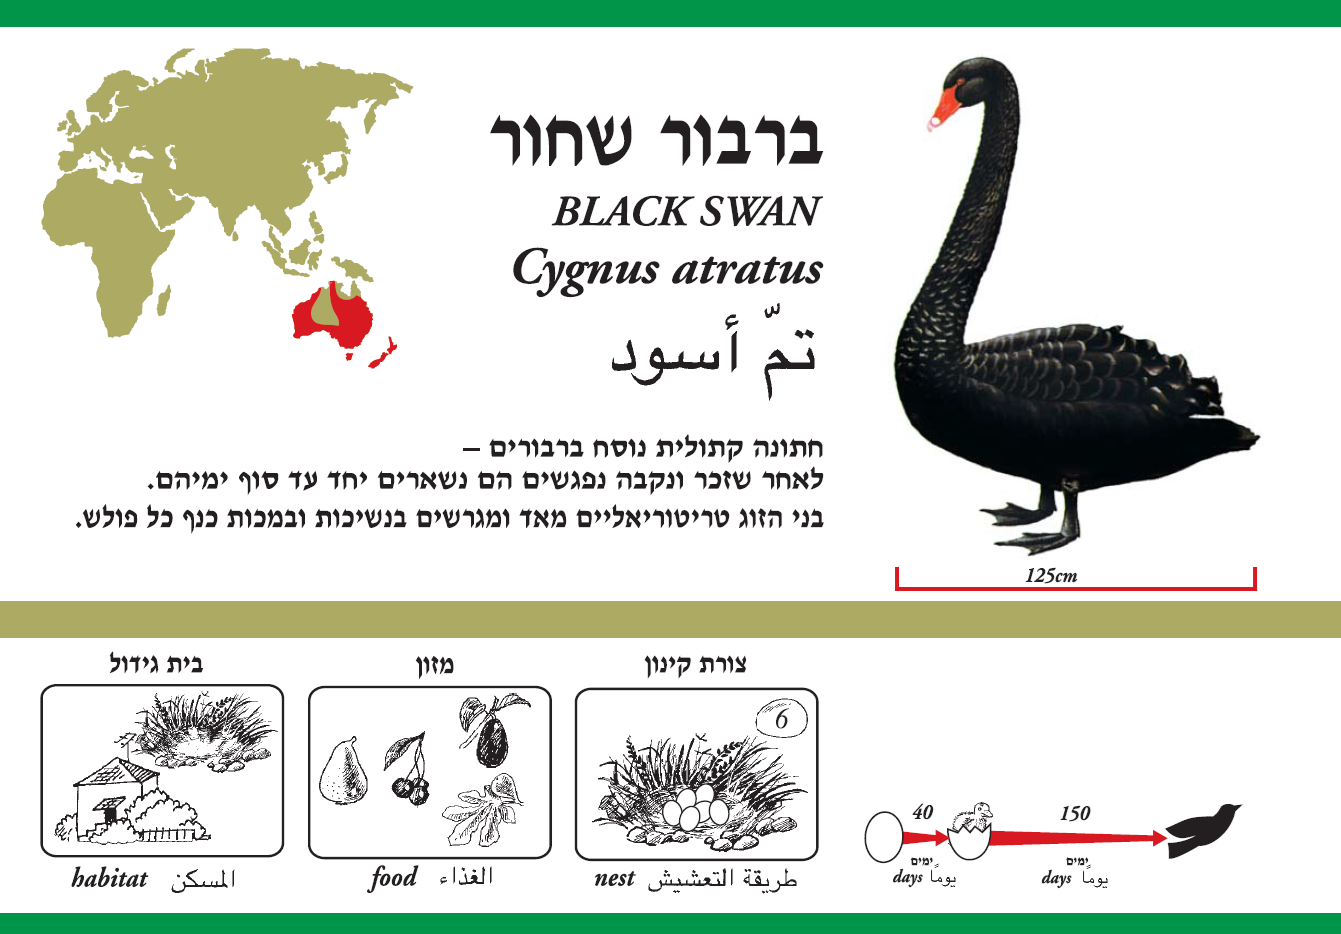 ברבור שחור
BLACK SWAN
Cygnus atratus
تمّ أسود
חתונה קתולית נוסח ברבורים –
לאחר שזכר ונקבה נפגשים הם נשארים יחד עד סוף ימיהם.
בני הזוג טריטוריאליים מאד ומגרשים בנשיכות ובמכות כנף כל פולש.
125cm
צורת קינון
6
nest طريقة التعشيش
מזון
food الغذاء
בית גידול
habitat المسكن
40
ימים
days يوماً
150
ימים
days يوماً